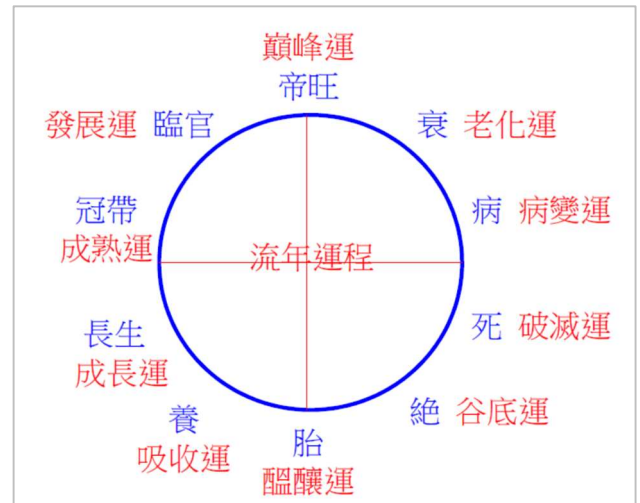 巔峰運
帝旺
發展運 臨官
衰 老化運
冠帶
成熟運
病 病變運
流年運程
長生
成長運
死 破滅運
養
吸收運
胎
醞釀運
絕 谷底運